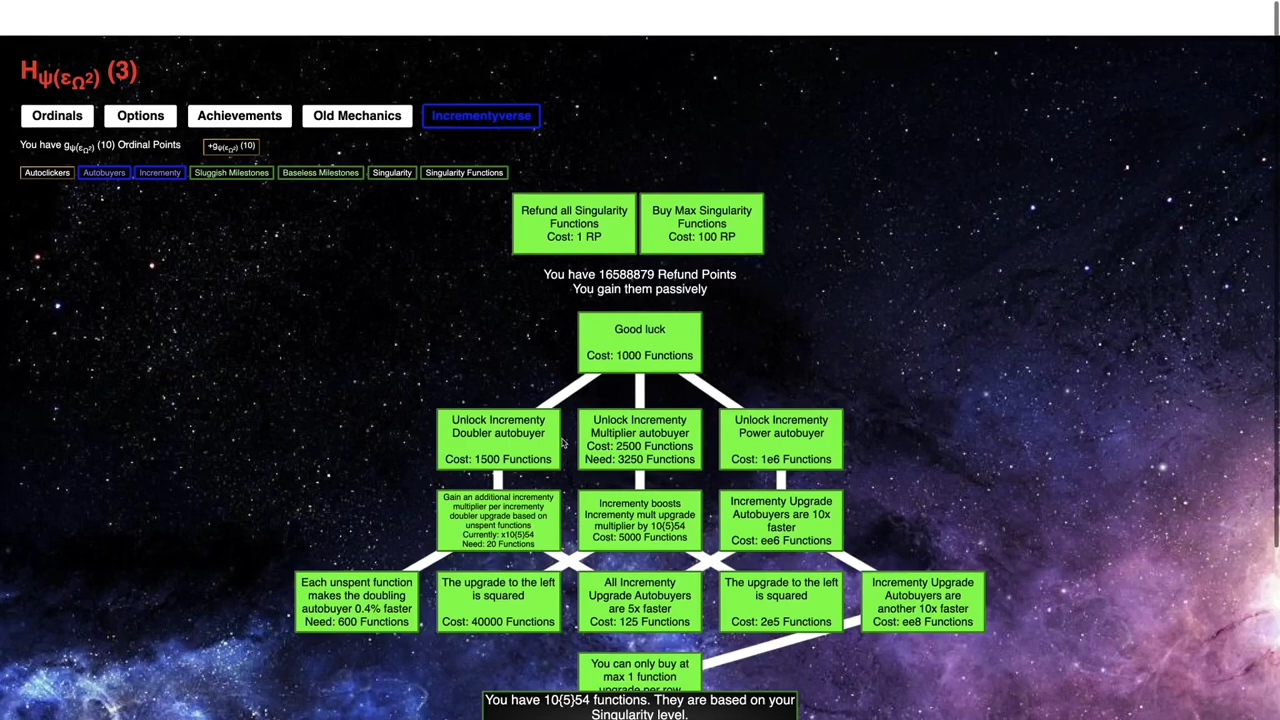 Hψ(εΩ²) (3)
Ordinals Options Achievements Old Mechanics Incrementyverse
You have gψ(εΩ²) (10) Ordinal Points +gψ(εΩ²) (10)
Autoclickers Autobuyers Incrementy Sluggish Milestones Baseless Milestones Singularity Singularity Functions
Refund all Singularity
Functions
Cost: 1 RP
Buy Max Singularity
Functions
Cost: 100 RP
You have 16588879 Refund Points
You gain them passively
Good luck
Cost: 1000 Functions
Unlock Incrementy
Doubler autobuyer
Cost: 1500 Functions
Unlock Incrementy
Multiplier autobuyer
Cost: 2500 Functions
Need: 3250 Functions
Unlock Incrementy
Power autobuyer
Cost: 1e6 Functions
Gain an additional incrementy
multiplier per incrementy
doubler upgrade based on
unspent functions
Currently: x10{5}54
Need: 20 Functions
Incrementy boosts
Incrementy mult upgrade
multiplier by 10{5}54
Cost: 5000 Functions
Incrementy Upgrade
Autobuyers are 10x
faster
Cost: ee6 Functions
Each unspent function
makes the doubling
autobuyer 0.4% faster
Need: 600 Functions
The upgrade to the left
is squared
Cost: 40000 Functions
All Incrementy
Upgrade Autobuyers
are 5x faster
Cost: 125 Functions
The upgrade to the left
is squared
Cost: 2e5 Functions
Incrementy Upgrade
Autobuyers are
another 10x faster
Cost: ee8 Functions
You can only buy at
max 1 function
upgrade per row
You have 10{5}54 functions. They are based on your
Singularity level.